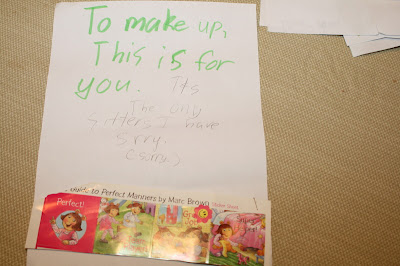 To make up,
This is for
you. Its
The only
sitters I have
srry.
(sorry.)
Guide to Perfect Manners by Marc Brown
Perfect!